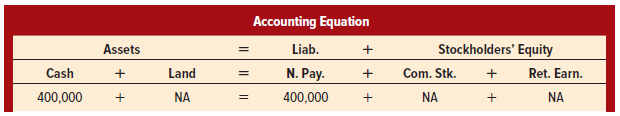 Accounting Equation
Assets = Liab. + Stockholders’ Equity
Cash + Land = N. Pay. + Com. Stk. + Ret. Earn.
400,000 + NA = 400,000 + NA + NA